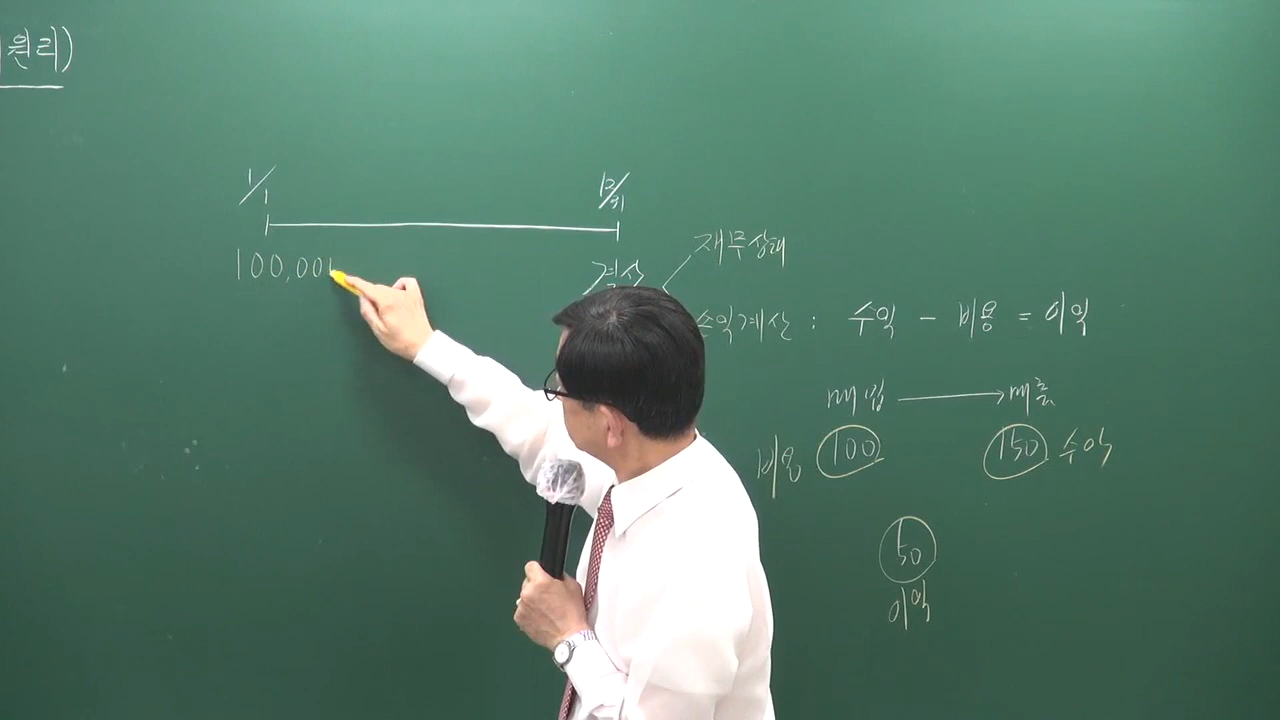 원리)
1/1
12/31
100,00
결산
재무상태
손익계산 : 수익 - 비용 = 이익
매입 → 매출
비용 100
150 수익
50
이익